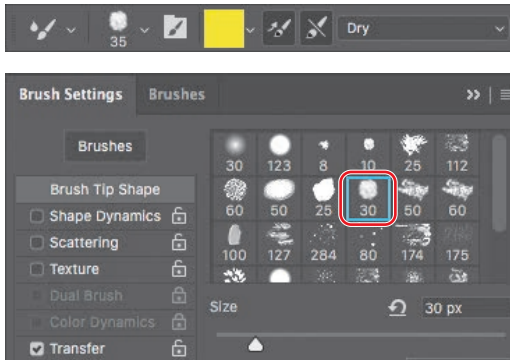 35
Dry
Brush Settings Brushes
Brushes
30 123 8 10 25 112
Brush Tip Shape
60 50 25 30 50 60
Shape Dynamics
Scattering
100 127 284 80 174 175
Texture
Dual Brush
Size 30 px
Color Dynamics
Transfer